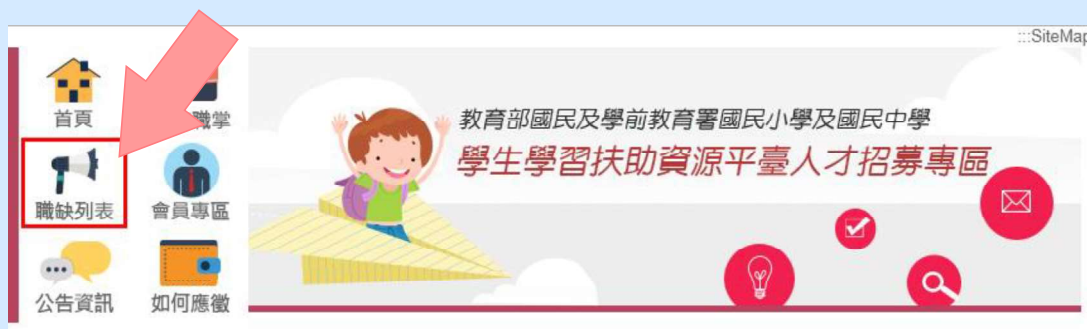 :::SiteMap
首頁
職掌
職缺列表
會員專區
公告資訊
如何應徵
教育部國民及學前教育署國民小學及國民中學
學生學習扶助資源平臺人才招募專區